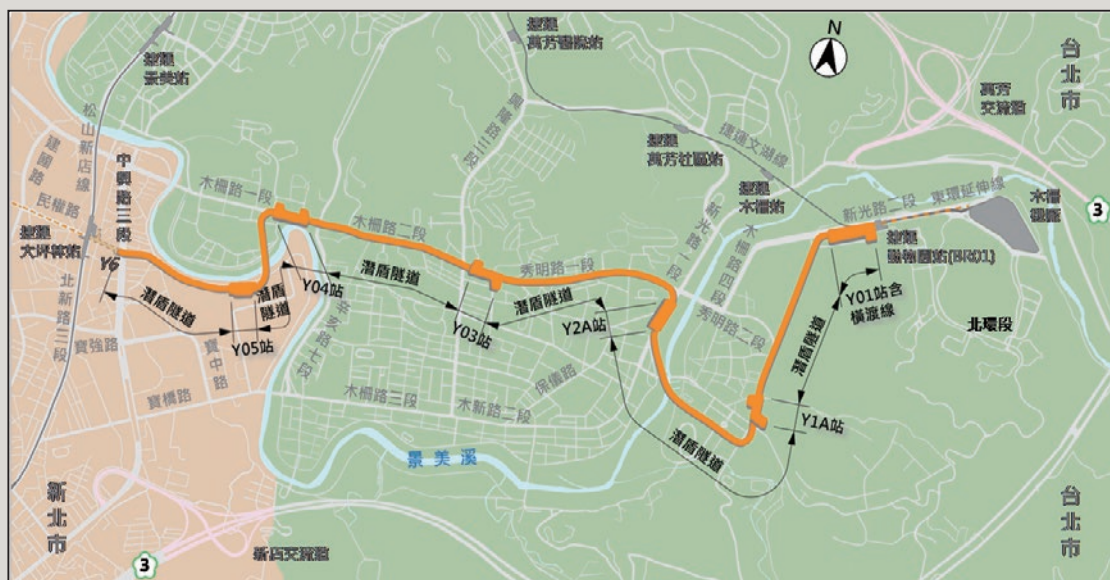 N
台北市
捷運
景美站
捷運
萬芳醫院站
萬芳
交流道
松山新店線
建國路
中興路三段
民權路
捷運
大坪林站
Y6
北新路二段
木柵路一段
木柵路二段
興隆路三段
捷運
萬芳社區站
捷運文湖線
捷運
木柵站
新光路一段
木柵路四段
新光路二段
東環延伸線
木柵
機廠
3
捷運
動物園站(BR01)
Y01站含
橫渡線
北環段
秀明路一段
秀明路二段
潛盾隧道
潛盾
隧道
Y05站
Y04站
潛盾隧道
Y03站
潛盾隧道
Y2A站
潛盾隧道
Y1A站
潛盾隧道
辛亥路七段
寶強路
寶中路
寶橋路
木柵路三段
木新路二段
保儀路
景美溪
新北市
3
新店交流道
台北市